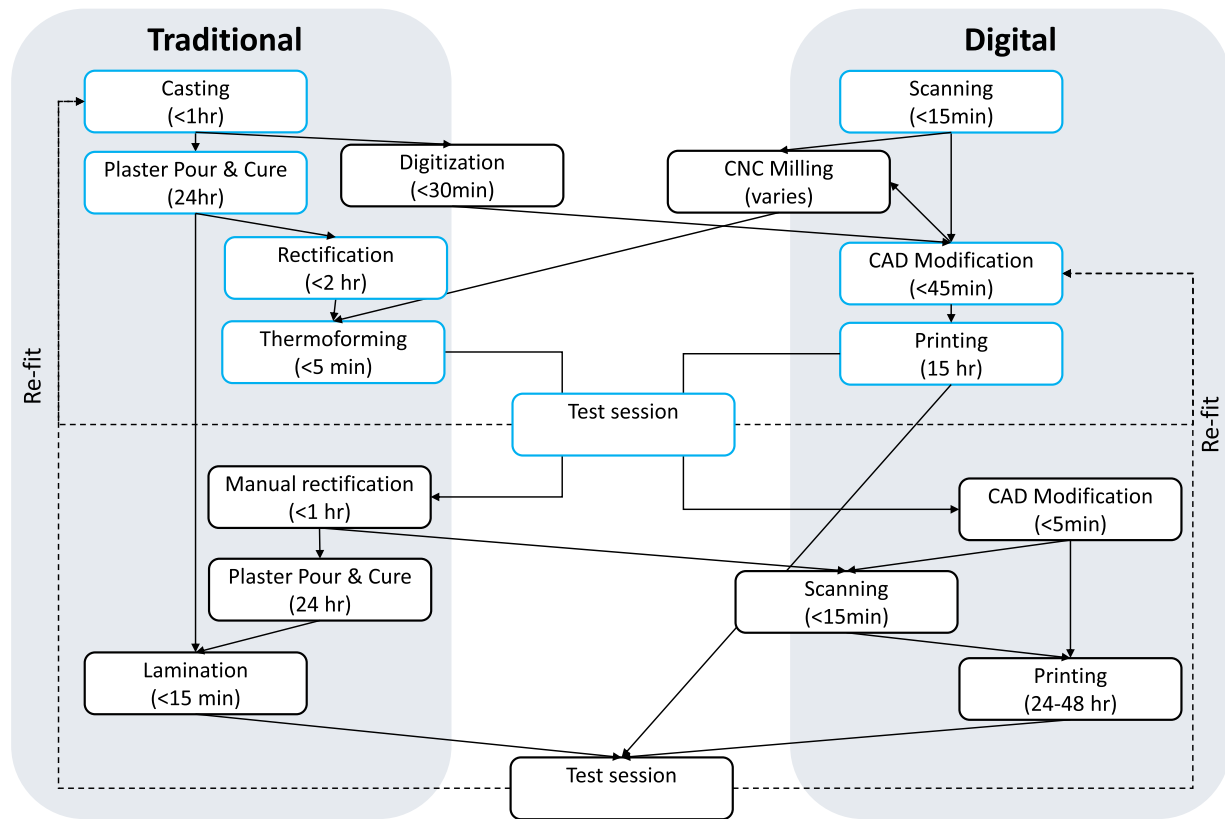 Traditional
Digital
Casting
(<1hr)
Scanning
(<15min)
Plaster Pour & Cure
(24hr)
Digitization
(<30min)
CNC Milling
(varies)
Rectification
(<2 hr)
CAD Modification
(<45min)
Thermoforming
(<5 min)
Printing
(15 hr)
Re-fit
Test session
Re-fit
Manual rectification
(<1 hr)
CAD Modification
(<5min)
Plaster Pour & Cure
(24 hr)
Scanning
(<15min)
Lamination
(<15 min)
Printing
(24-48 hr)
Test session